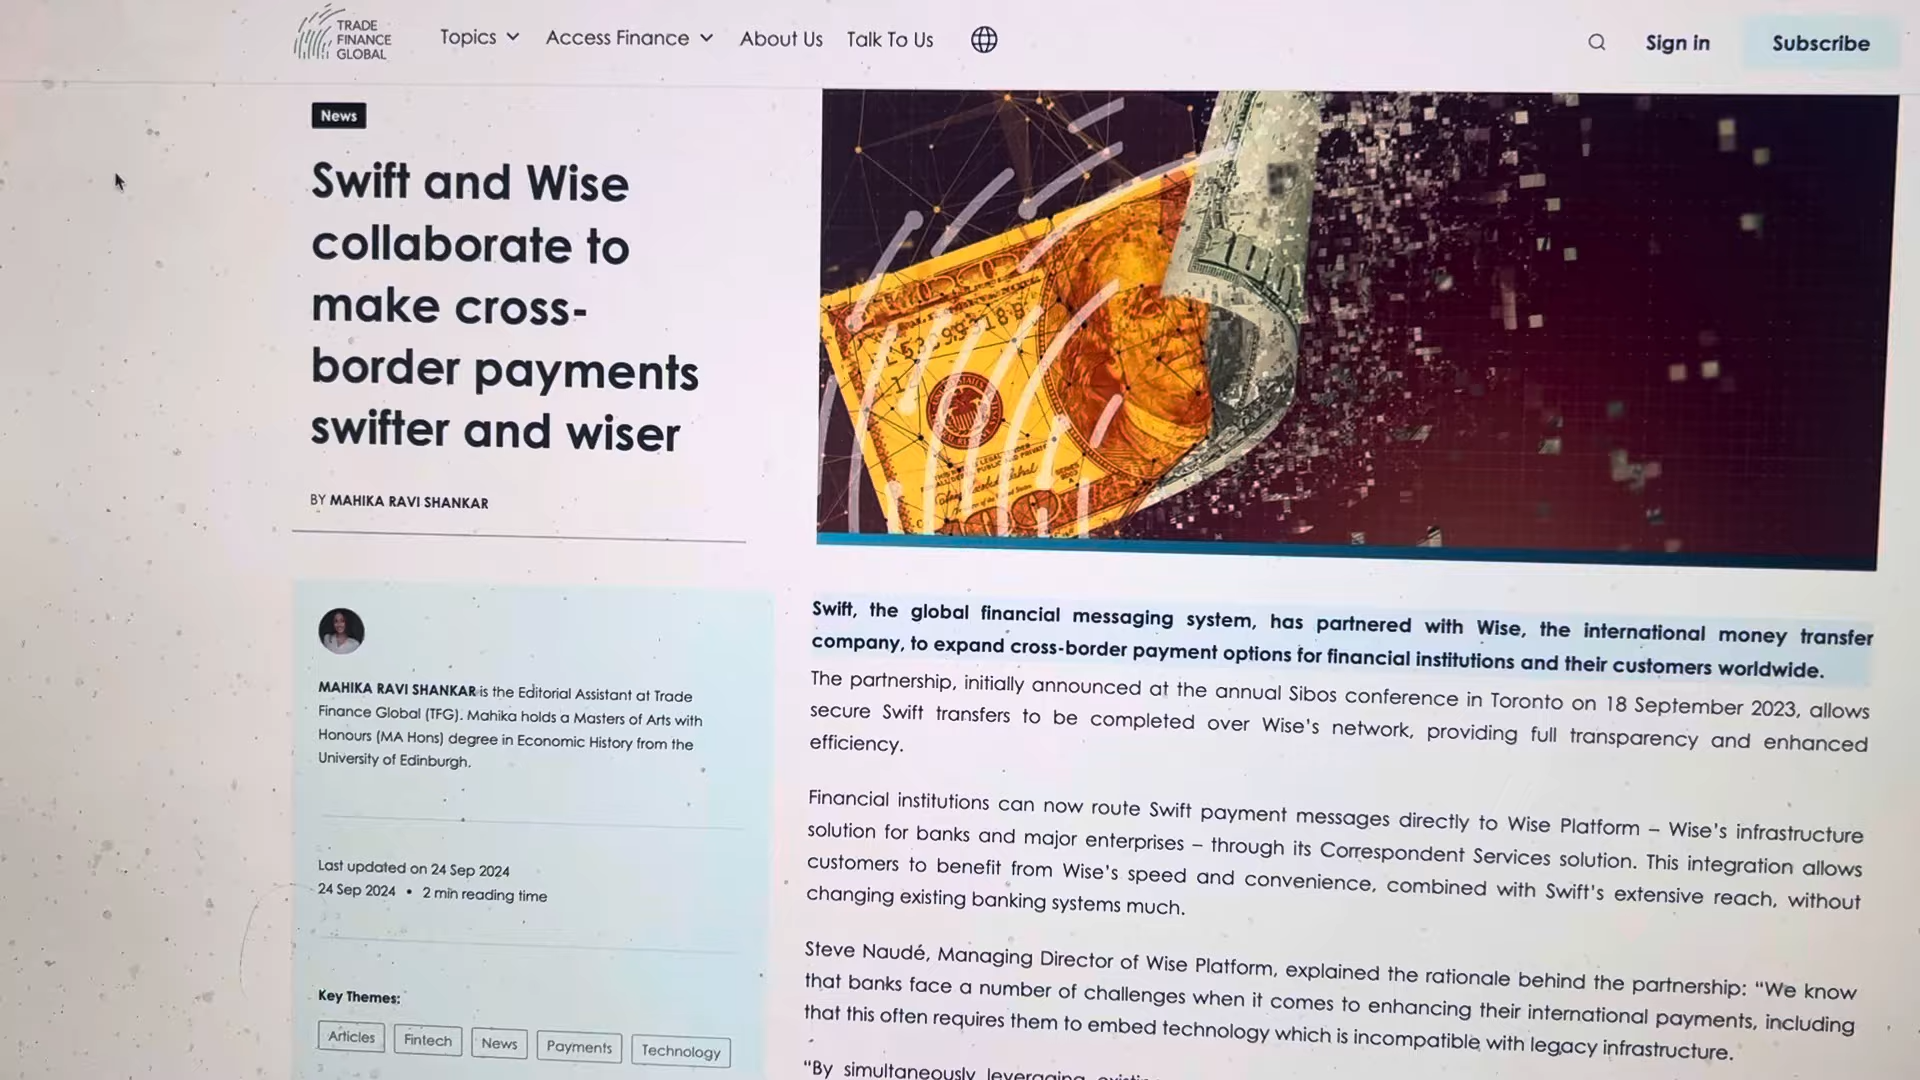 TRADE
FINANCE
GLOBAL
Topics
Access Finance
About Us
Talk To Us
Sign in
Subscribe
News
Swift and Wise
collaborate to
make cross-
border payments
swifter and wiser
BY MAHIKA RAVI SHANKAR
MAHIKA RAVI SHANKAR is the Editorial Assistant at Trade
Finance Global (TFG). Mahika holds a Masters of Arts with
Honours (MA Hons) degree in Economic History from the
University of Edinburgh.
Last updated on 24 Sep 2024
24 Sep 2024 • 2 min reading time
Key Themes:
Articles
Fintech
News
Payments
Technology
Swift, the global financial messaging system, has partnered with Wise, the international money transfer
company, to expand cross-border payment options for financial institutions and their customers worldwide.
The partnership, initially announced at the annual Sibos conference in Toronto on 18 September 2023, allows
secure Swift transfers to be completed over Wise’s network, providing full transparency and enhanced
efficiency.
Financial institutions can now route Swift payment messages directly to Wise Platform – Wise’s infrastructure
solution for banks and major enterprises – through its Correspondent Services solution. This integration allows
customers to benefit from Wise’s speed and convenience, combined with Swift’s extensive reach, without
changing existing banking systems much.
Steve Naudé, Managing Director of Wise Platform, explained the rationale behind the partnership: “We know
that banks face a number of challenges when it comes to enhancing their international payments, including
that this often requires them to embed technology which is incompatible with legacy infrastructure.
“By simultaneously leveraging